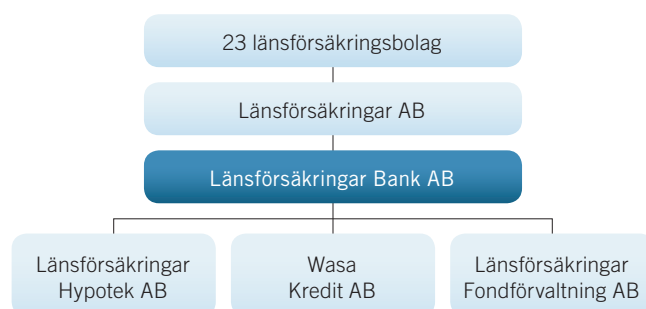 23 länsförsäkringsbolag
Länsförsäkringar AB
Länsförsäkringar Bank AB
Länsförsäkringar
Hypotek AB
Wasa
Kredit AB
Länsförsäkringar
Fondförvaltning AB